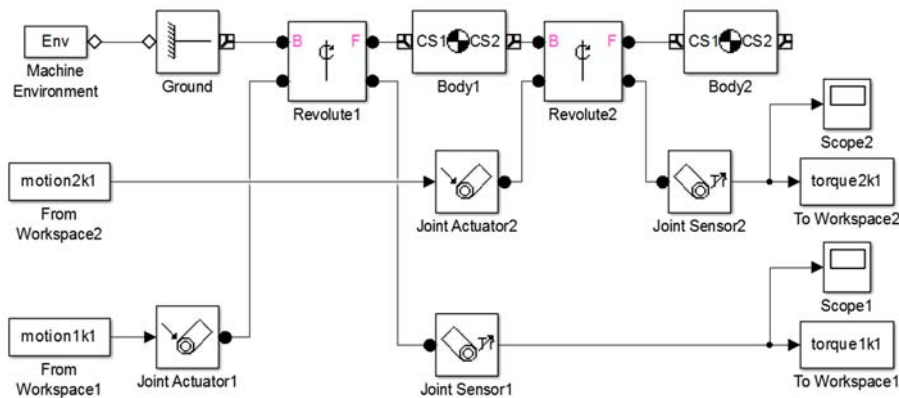 Env
Machine
Environment
Ground
B
F
Revolute1
CS1
CS2
Body1
B
F
Revolute2
CS1
CS2
Body2
Scope2
motion2k1
From
Workspace2
Joint Actuator2
Joint Sensor2
torque2k1
To Workspace2
Scope1
motion1k1
From
Workspace1
Joint Actuator1
Joint Sensor1
torque1k1
To Workspace1